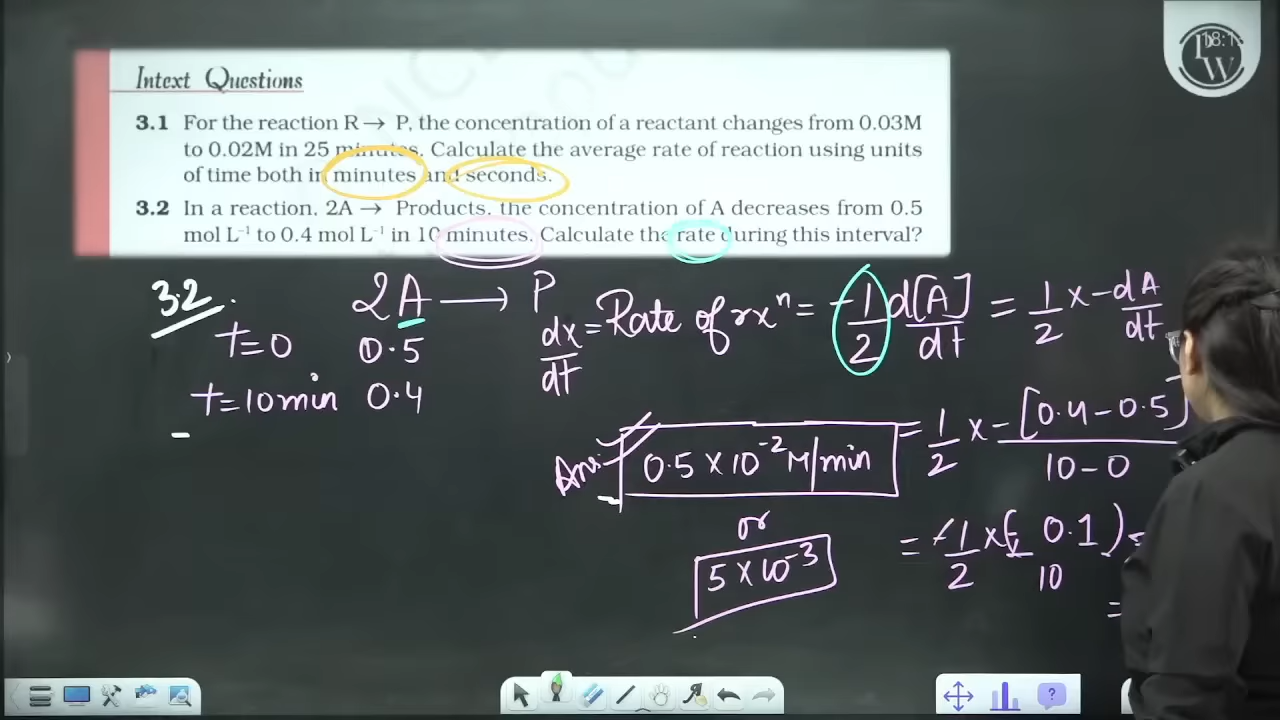 18:1
W
Intext Questions
3.1 For the reaction R → P, the concentration of a reactant changes from 0.03M
to 0.02M in 25 minutes. Calculate the average rate of reaction using units
of time both in minutes and seconds.
3.2 In a reaction, 2A → Products, the concentration of A decreases from 0.5
mol L⁻¹ to 0.4 mol L⁻¹ in 10 minutes. Calculate the rate during this interval?
3.2.
2A → P
t=0 0.5
t=10min 0.4
dx/dt = Rate of rxⁿ = -1/2 d[A]/dt = 1/2 x -dA/dt
= 1/2 x -[0.4-0.5]/10-0
Ans: 0.5 x 10⁻² M/min
or
5 x 10⁻³
= -1/2 x (- 0.1)/10 =
=
?